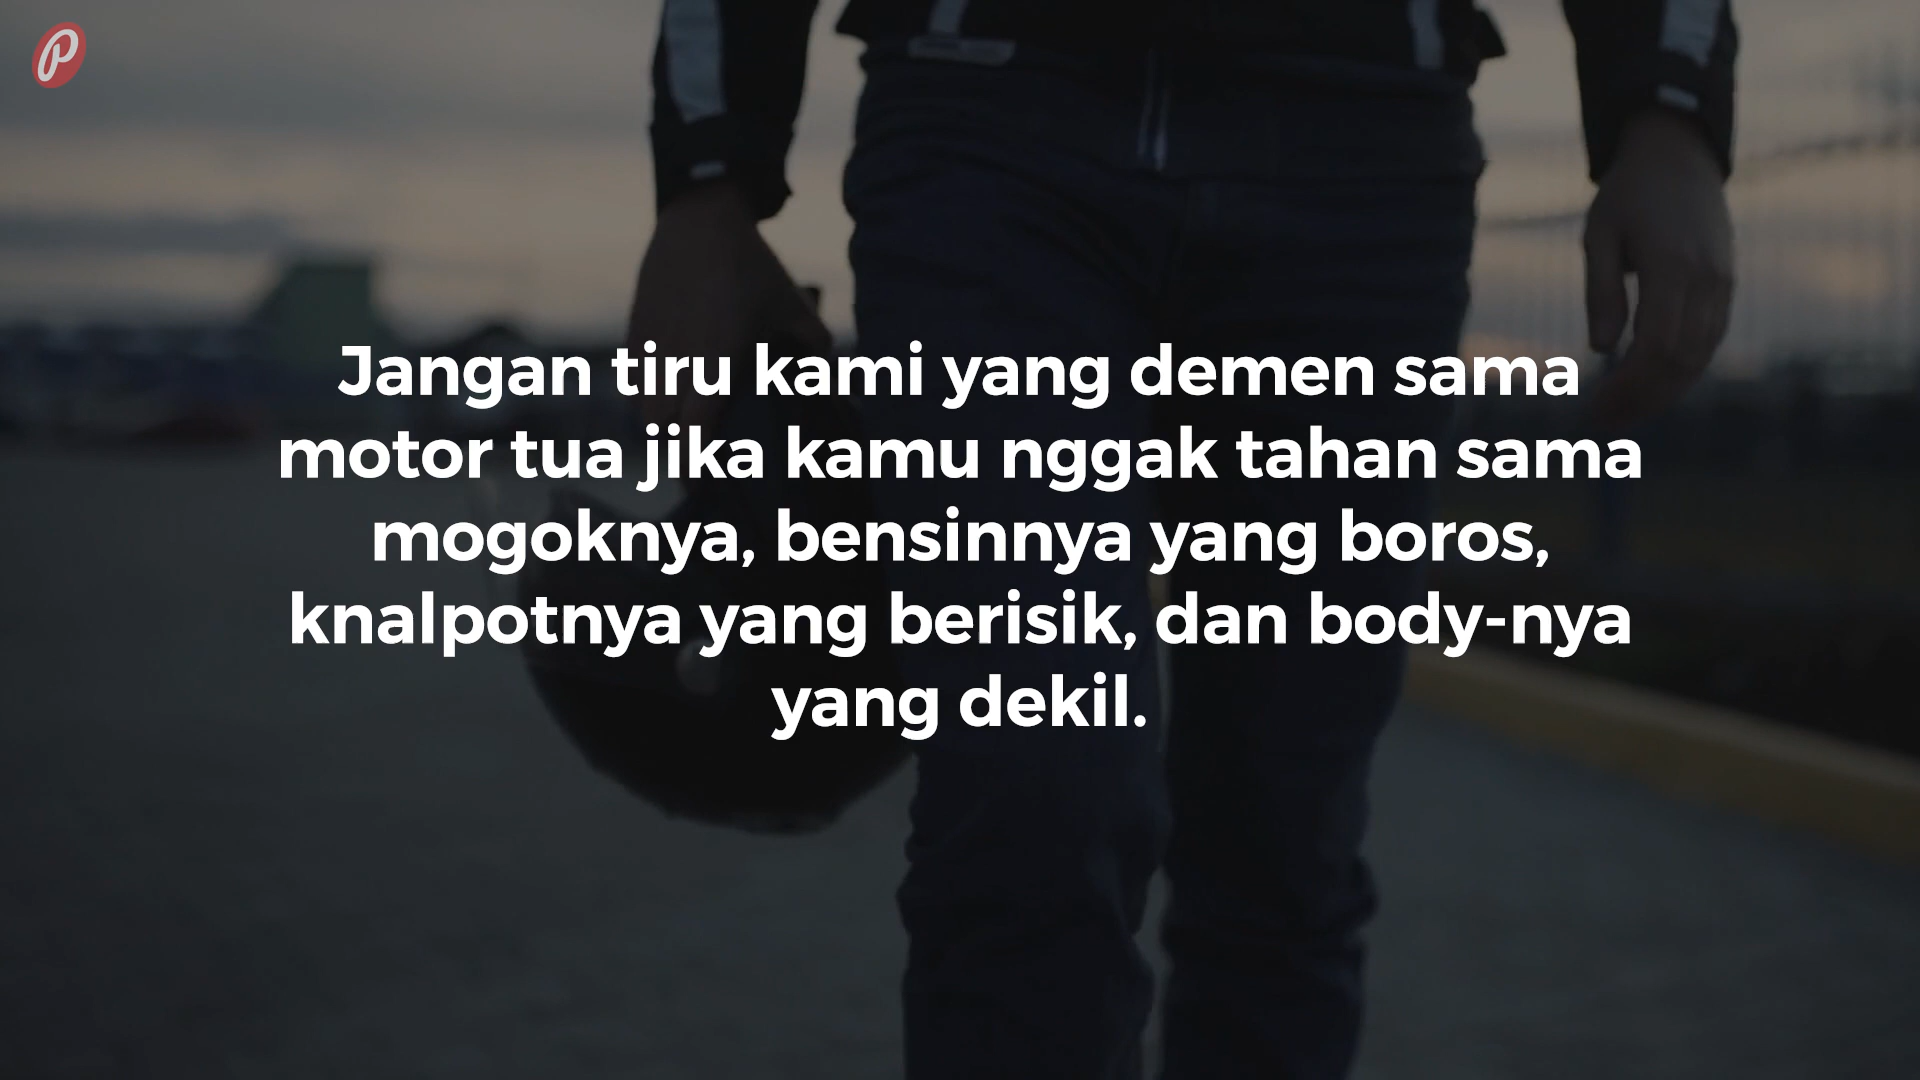 Jangan tiru kami yang demen sama
motor tua jika kamu nggak tahan sama
mogoknya, bensinnya yang boros,
knalpotnya yang berisik, dan body-nya
yang dekil.